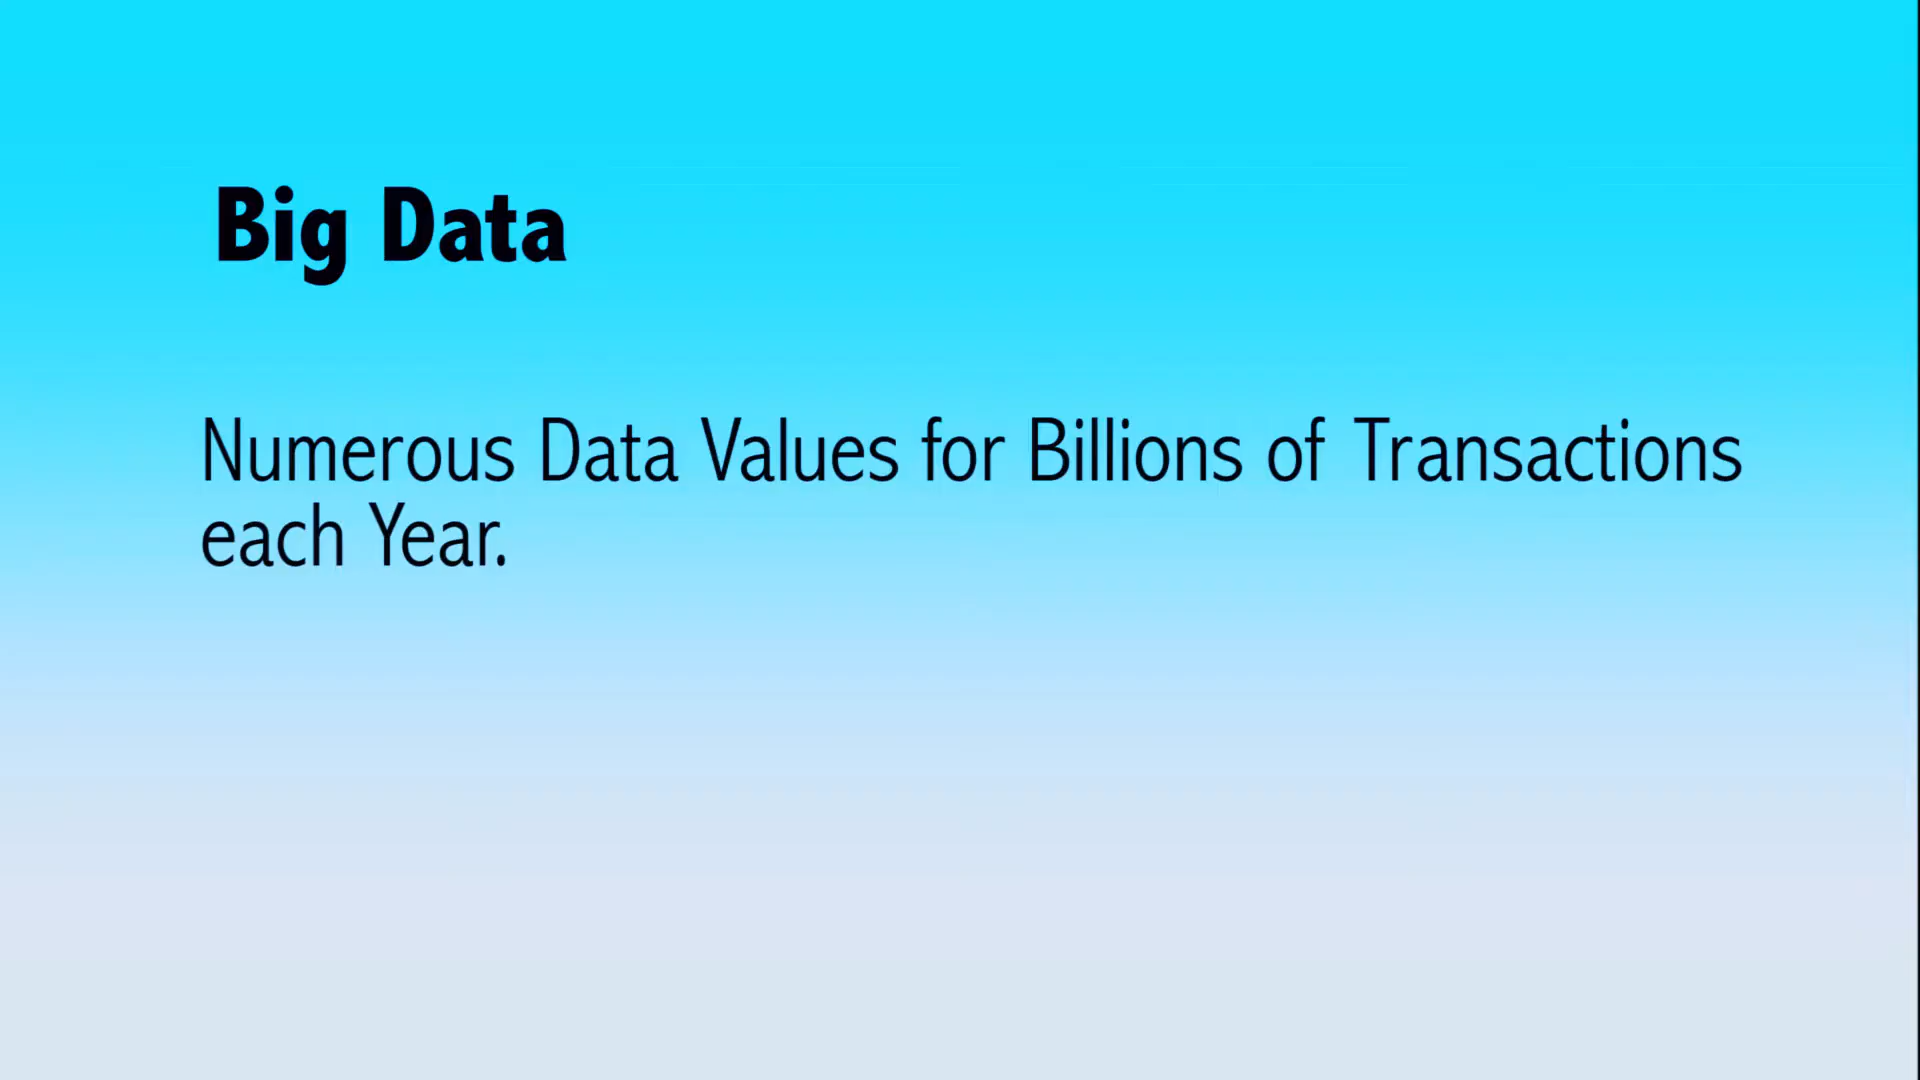 Big Data
Numerous Data Values for Billions of Transactions
each Year.